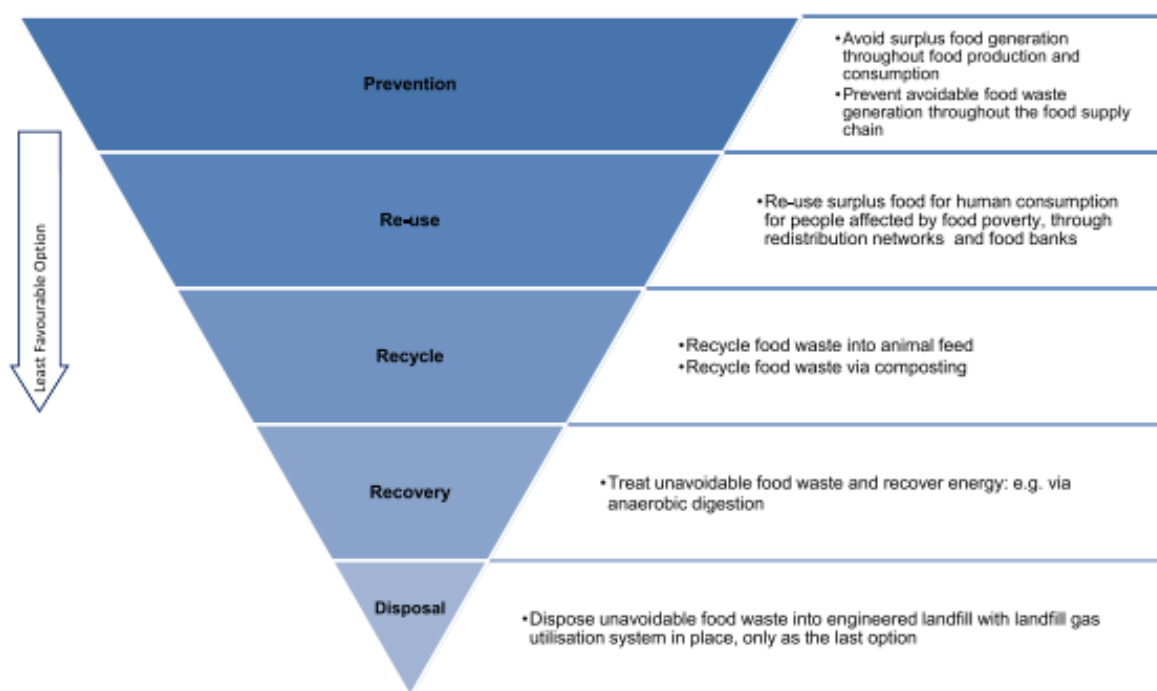 Prevention
•Avoid surplus food generation
throughout food production and
consumption
•Prevent avoidable food waste
generation throughout the food supply
chain
Least Favourable Option
Re-use
•Re-use surplus food for human consumption
for people affected by food poverty, through
redistribution networks and food banks
Recycle
•Recycle food waste into animal feed
•Recycle food waste via composting
Recovery
•Treat unavoidable food waste and recover energy: e.g. via
anaerobic digestion
Disposal
•Dispose unavoidable food waste into engineered landfill with landfill gas
utilisation system in place, only as the last option